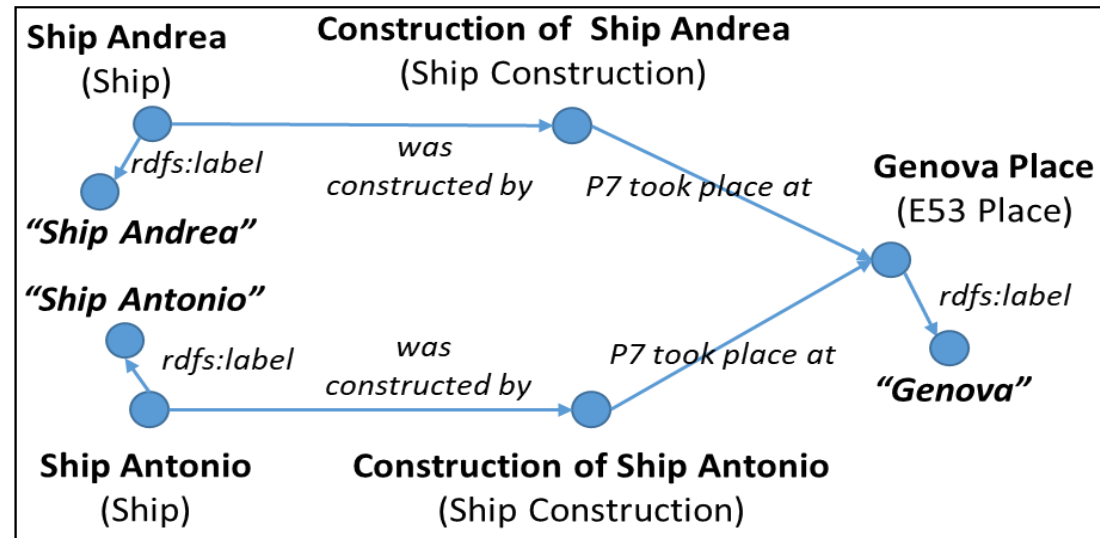 Ship Andrea
(Ship)
Construction of Ship Andrea
(Ship Construction)
rdfs:label
was
constructed by
P7 took place at
Genova Place
(E53 Place)
“Ship Andrea”
“Ship Antonio”
rdfs:label
rdfs:label
was
constructed by
P7 took place at
“Genova”
Ship Antonio
(Ship)
Construction of Ship Antonio
(Ship Construction)